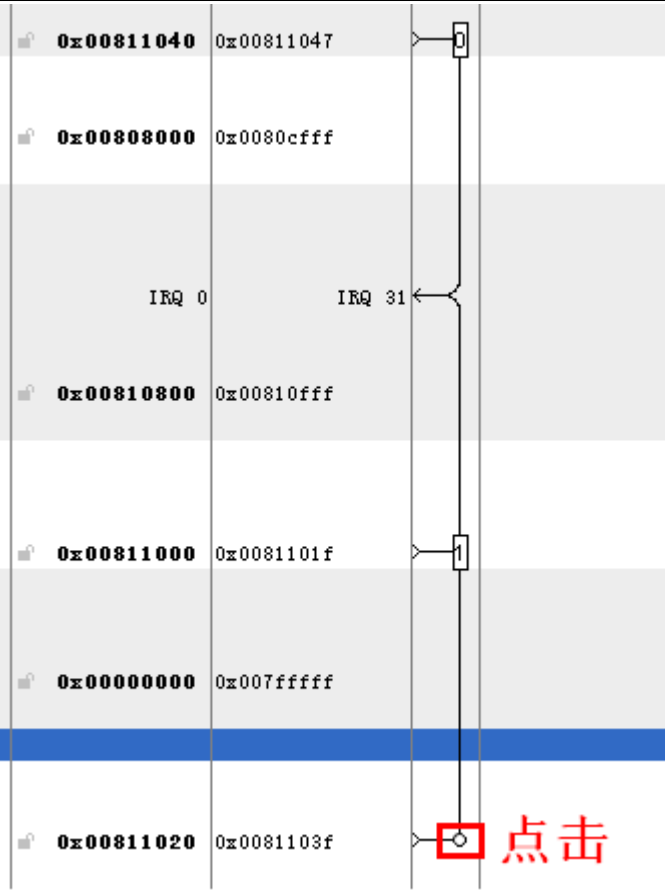 0x00811040 0x00811047 0
0x00808000 0x0080cfff
IRQ 0 IRQ 31
0x00810800 0x00810fff
0x00811000 0x0081101f 1
0x00000000 0x007fffff
0x00811020 0x0081103f 点击